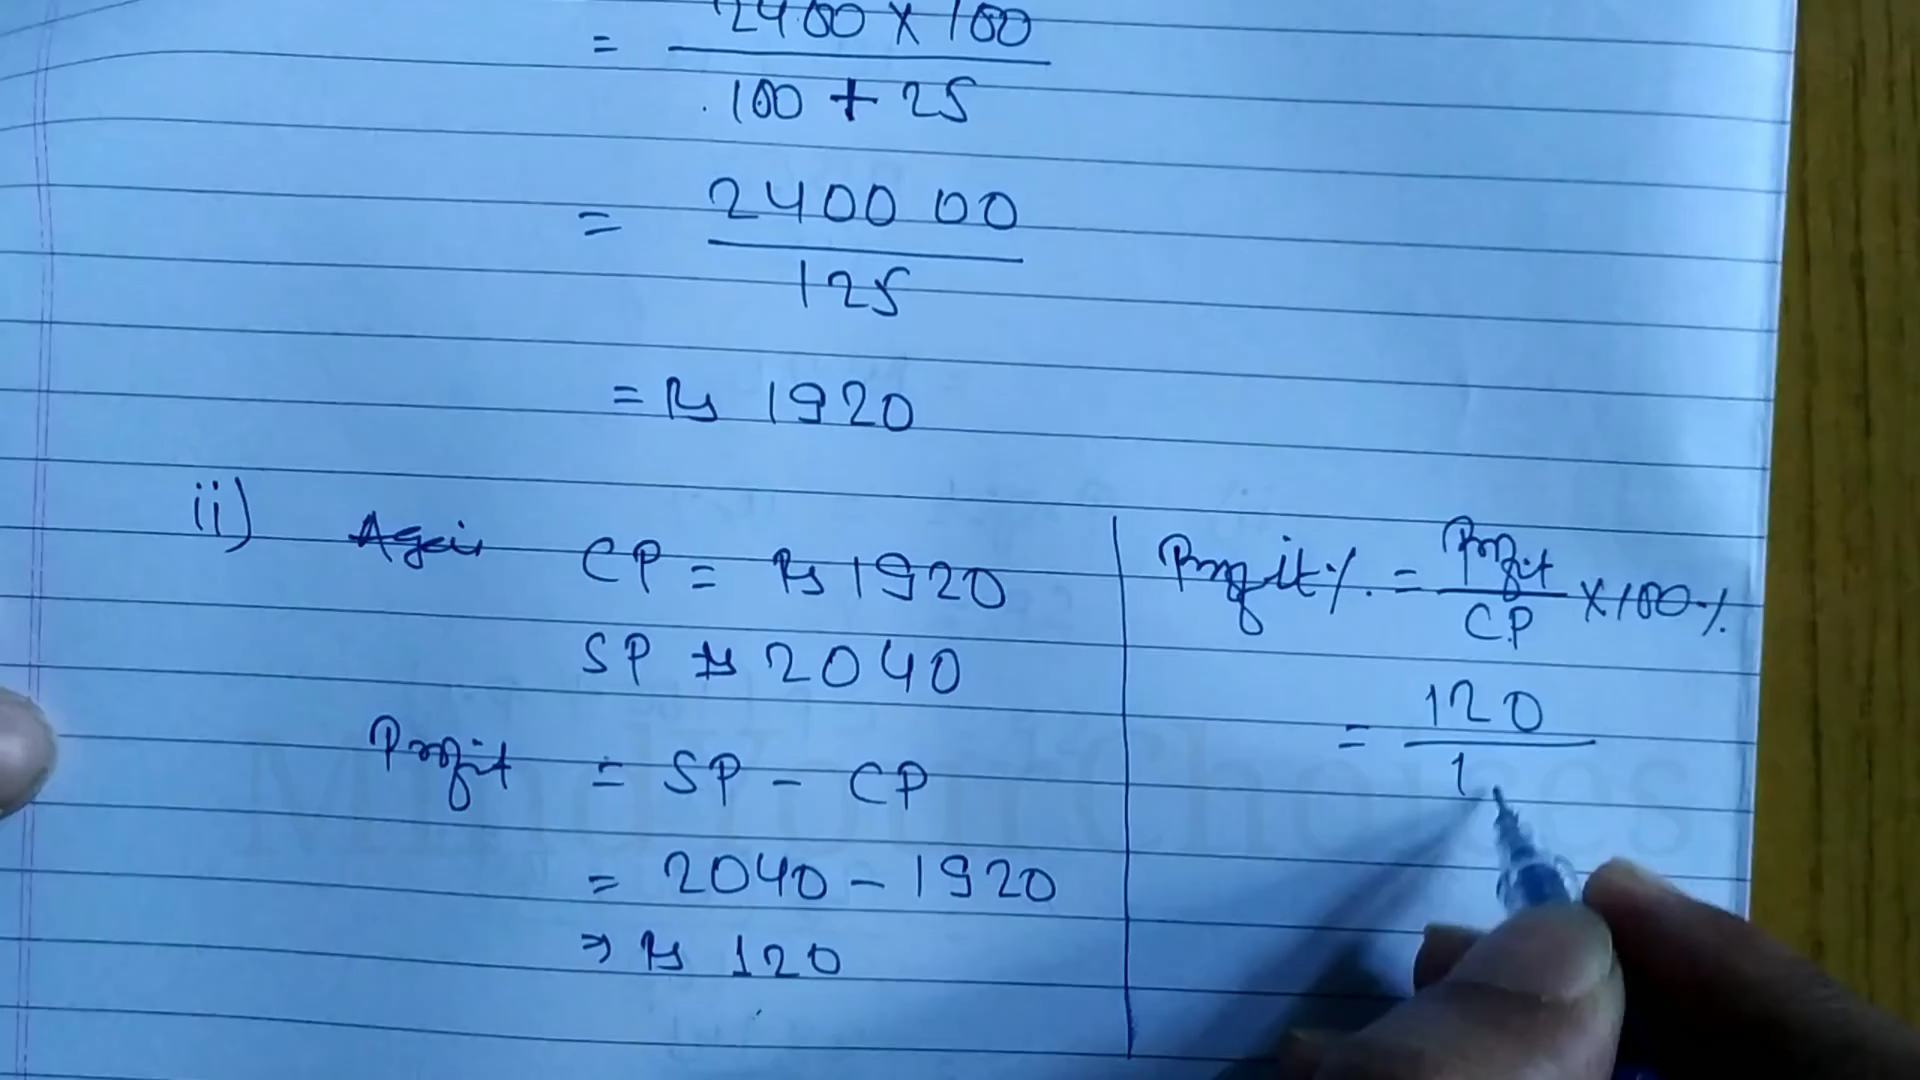 = 2400 × 100
100 + 25
= 240000
125
= Rs 1920
ii) Again CP = Rs 1920
SP Rs 2040
Profit = SP - CP
= 2040 - 1920
⇒ Rs 120
Profit % = Profit × 100 %
CP
= 120
1
MindYourChoices